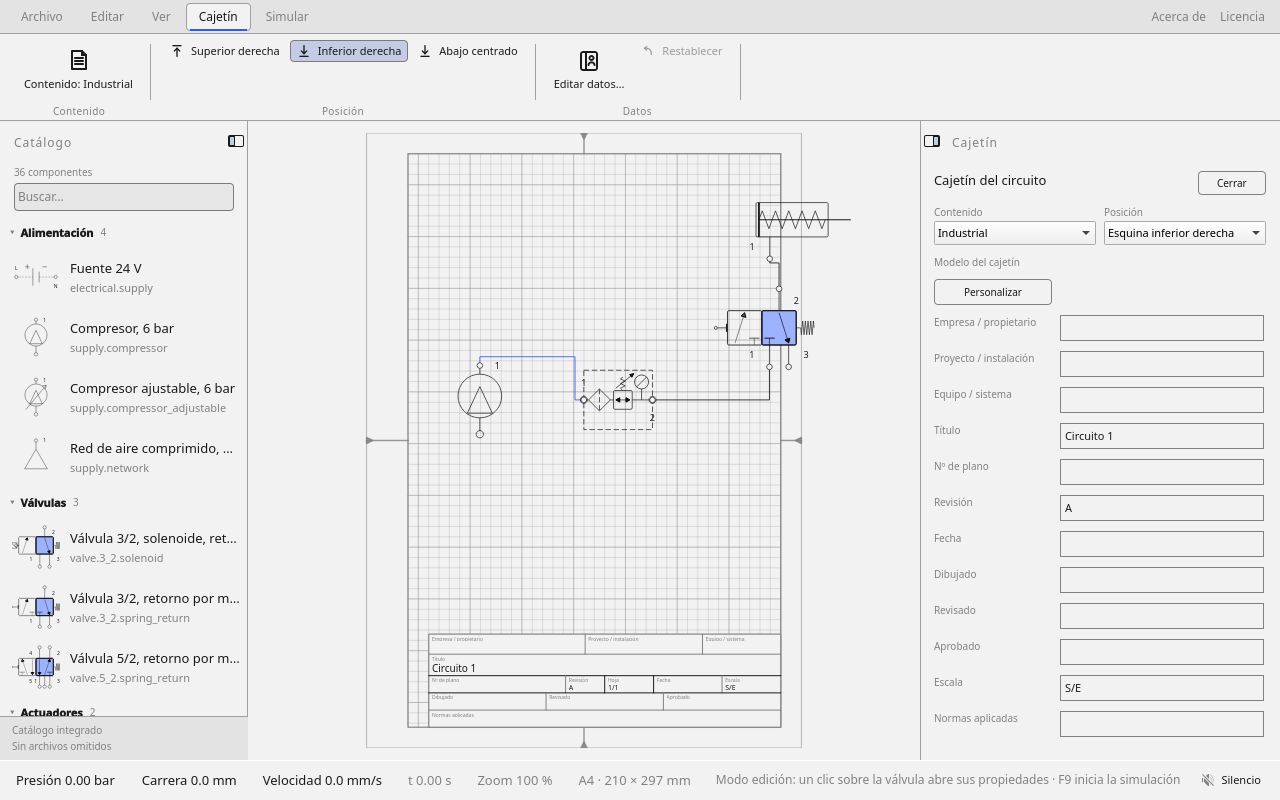 Archivo Editar Ver Cajetín Simular Acerca de Licencia
Contenido: Industrial
Superior derecha Inferior derecha Abajo centrado
Editar datos... Restablecer
Contenido Posición Datos
Catálogo
36 componentes
Buscar...
Alimentación 4
Fuente 24 V
electrical.supply
Compresor, 6 bar
supply.compressor
Compresor ajustable, 6 bar
supply.compressor_adjustable
Red de aire comprimido, ...
supply.network
Válvulas 3
Válvula 3/2, solenoide, ret...
valve.3_2.solenoid
Válvula 3/2, retorno por m...
valve.3_2.spring_return
Válvula 5/2, retorno por m...
valve.5_2.spring_return
Actuadores 2
Catálogo integrado
Sin archivos omitidos
1
2
1 3
1
1
2
Empresa / propietario Proyecto / instalación Equipo / sistema
Título
Circuito 1
Nº de plano Revisión Hoja Fecha Escala
A 1/1 S/E
Dibujado Revisado Aprobado
Normas aplicadas
Cajetín
Cajetín del circuito Cerrar
Contenido Posición
Industrial Esquina inferior derecha
Modelo del cajetín
Personalizar
Empresa / propietario
Proyecto / instalación
Equipo / sistema
Título Circuito 1
Nº de plano
Revisión A
Fecha
Dibujado
Revisado
Aprobado
Escala S/E
Normas aplicadas
Presión 0.00 bar Carrera 0.0 mm Velocidad 0.0 mm/s t 0.00 s Zoom 100 % A4 · 210 × 297 mm Modo edición: un clic sobre la válvula abre sus propiedades · F9 inicia la simulación Silencio